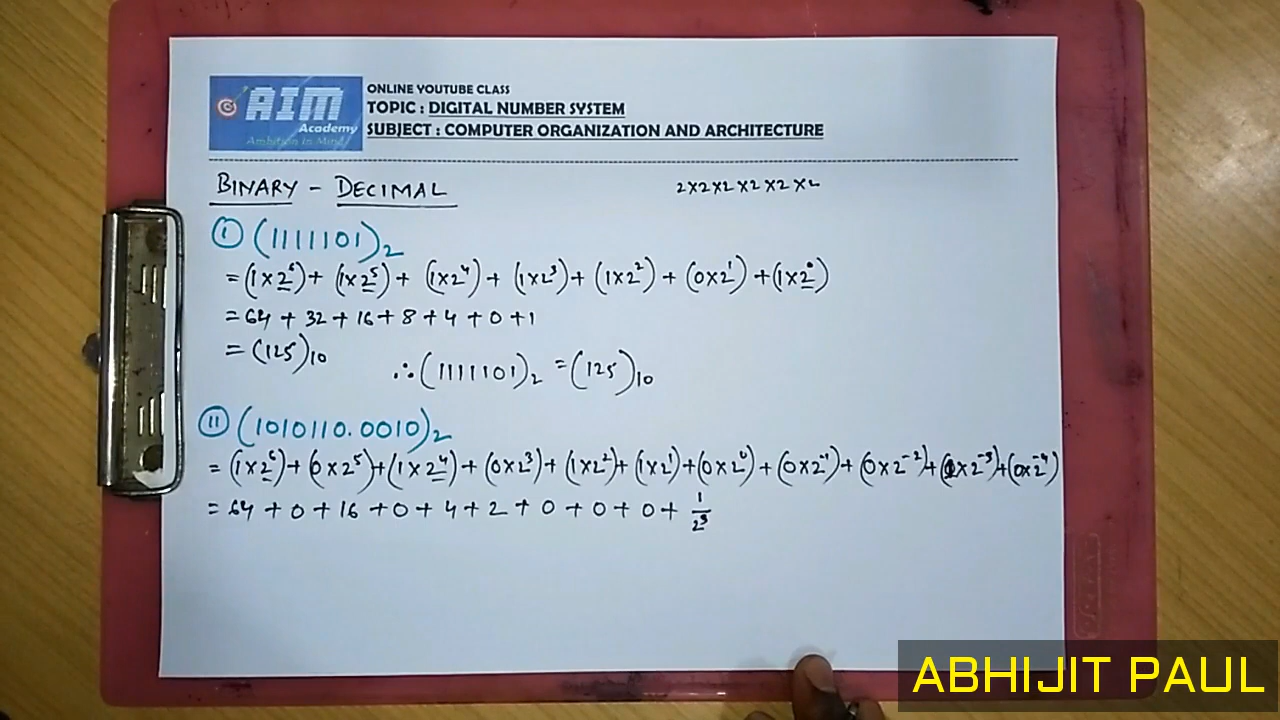 AIM
Academy
Ambition In Mind
ONLINE YOUTUBE CLASS
TOPIC : DIGITAL NUMBER SYSTEM
SUBJECT : COMPUTER ORGANIZATION AND ARCHITECTURE
BINARY - DECIMAL
2×2×2×2×2×2
Ⓘ (1111101)₂
= (1×2⁶) + (1×2⁵) + (1×2⁴) + (1×2³) + (1×2²) + (0×2¹) + (1×2⁰)
= 64 + 32 + 16 + 8 + 4 + 0 + 1
= (125)₁₀
∴ (1111101)₂ = (125)₁₀
II (1010110.0010)₂
= (1×2⁶) + (0×2⁵) + (1×2⁴) + (0×2³) + (1×2²) + (1×2¹) + (0×2⁰) + (0×2⁻¹) + (0×2⁻²) + (1×2⁻³) + (0×2⁻⁴)
= 64 + 0 + 16 + 0 + 4 + 2 + 0 + 0 + 0 + 1/2³
ABHIJIT PAUL